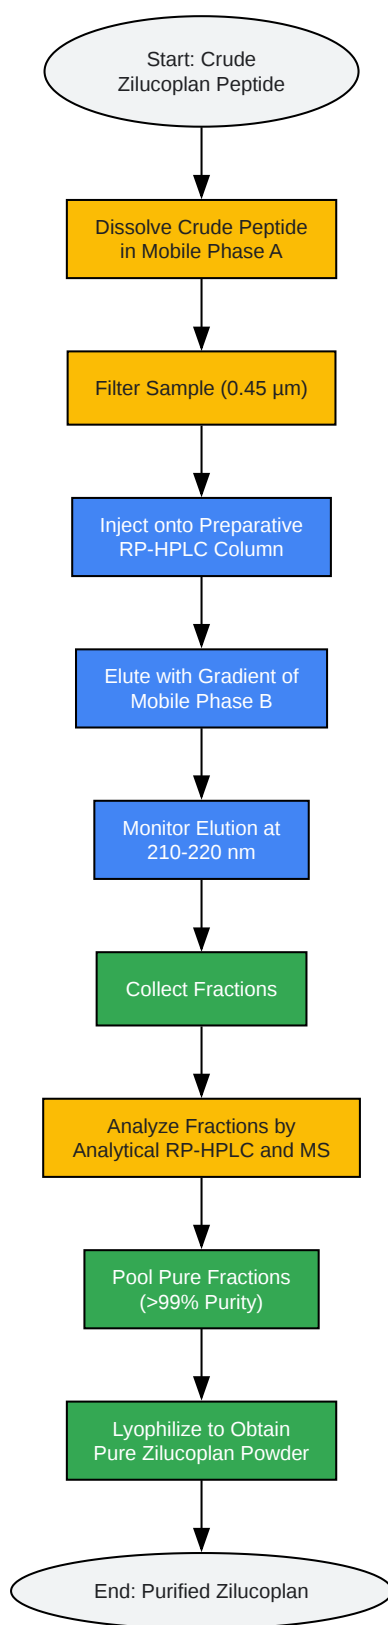 Start: Crude
Zilucoplan Peptide
Dissolve Crude Peptide
in Mobile Phase A
Filter Sample (0.45 µm)
Inject onto Preparative
RP-HPLC Column
Elute with Gradient of
Mobile Phase B
Monitor Elution at
210-220 nm
Collect Fractions
Analyze Fractions by
Analytical RP-HPLC and MS
Pool Pure Fractions
(>99% Purity)
Lyophilize to Obtain
Pure Zilucoplan Powder
End: Purified Zilucoplan